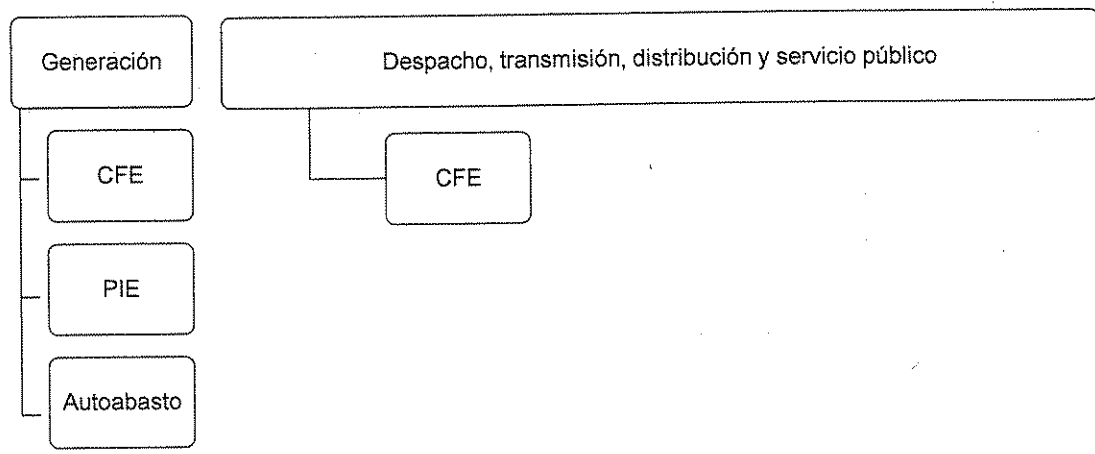 Generación
Despacho, transmisión, distribución y servicio público
CFE
CFE
PIE
Autoabasto